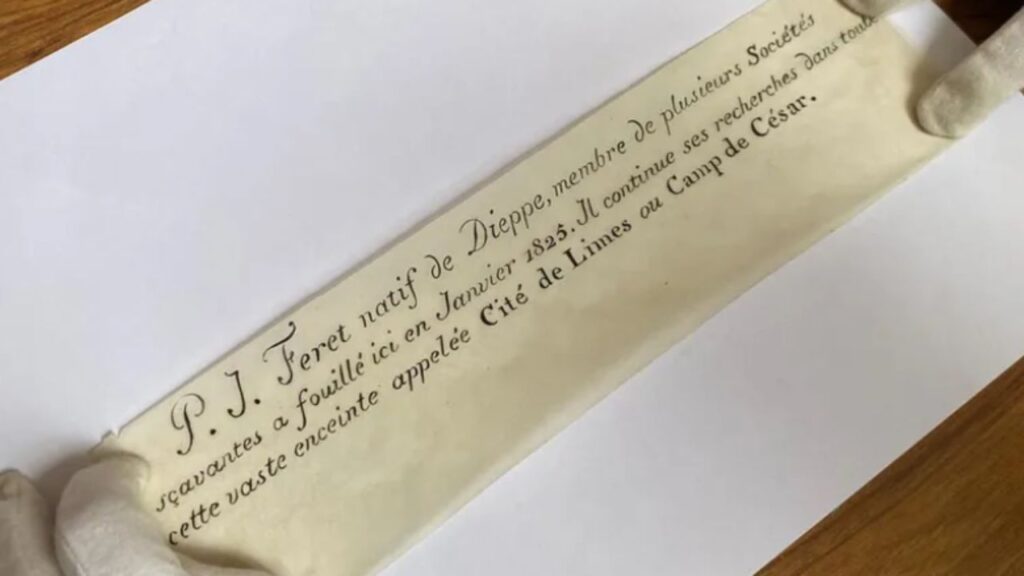 P. J. Feret natif de Dieppe, membre de plusieurs Sociétés
sçavantes a fouillé ici en Janvier 1825. Il continue ses recherches dans toute
cette vaste enceinte appelée Cité de Limes ou Camp de César.